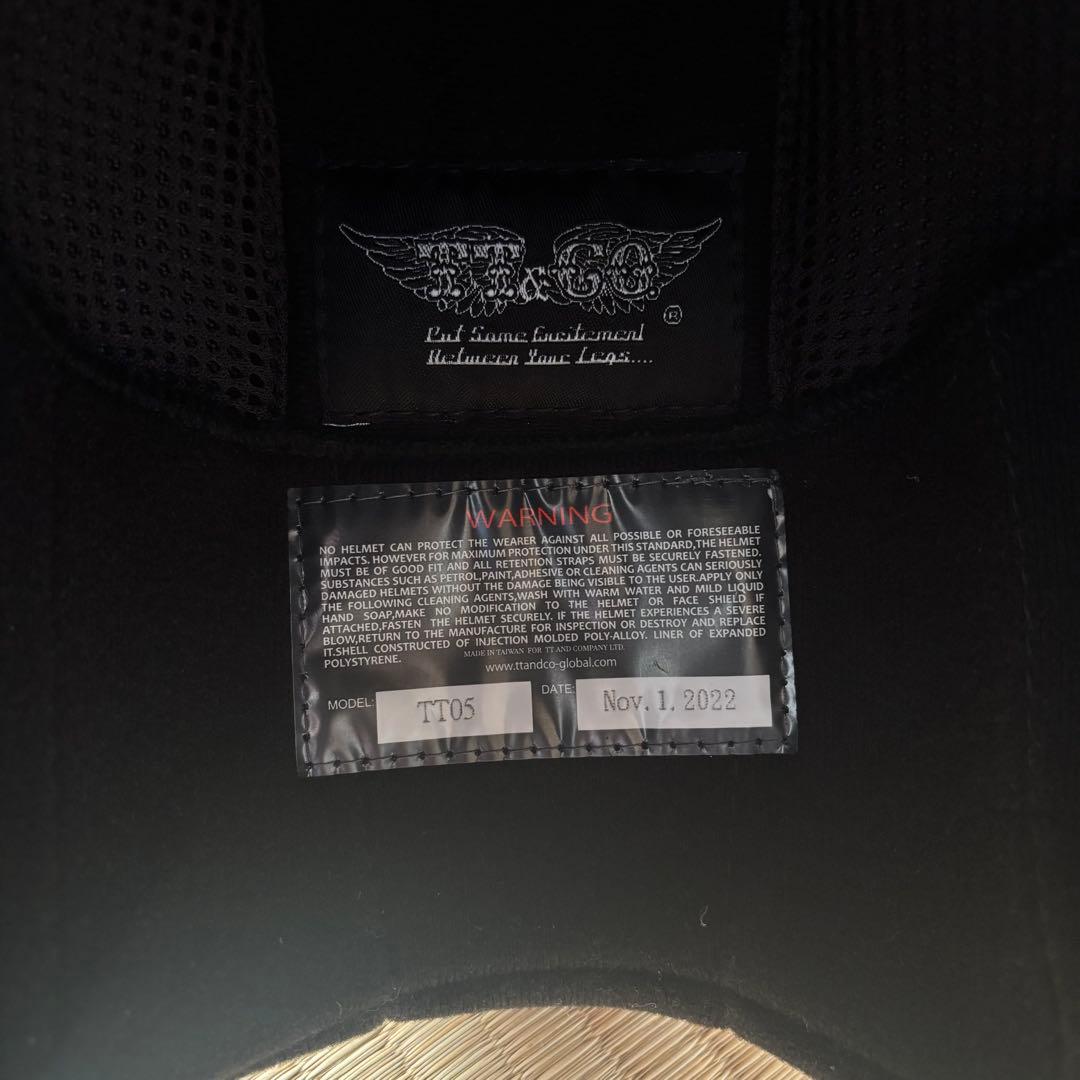 TT&CO.
®
Put Some Excitement
Between Your Legs....
WARNING
NO HELMET CAN PROTECT THE WEARER AGAINST ALL POSSIBLE OR FORESEEABLE
IMPACTS. HOWEVER FOR MAXIMUM PROTECTION UNDER THIS STANDARD,THE HELMET
MUST BE OF GOOD FIT AND ALL RETENTION STRAPS MUST BE SECURELY FASTENED.
SUBSTANCES SUCH AS PETROL,PAINT,ADHESIVE OR CLEANING AGENTS CAN SERIOUSLY
DAMAGED HELMETS WITHOUT THE DAMAGE BEING VISIBLE TO THE USER.APPLY ONLY
THE FOLLOWING CLEANING AGENTS,WASH WITH WARM WATER AND MILD LIQUID
HAND SOAP,MAKE NO MODIFICATION TO THE HELMET OR FACE SHIELD IF
ATTACHED,FASTEN THE HELMET SECURELY. IF THE HELMET EXPERIENCES A SEVERE
BLOW,RETURN TO THE MANUFACTURE FOR INSPECTION OR DESTROY AND REPLACE
IT.SHELL CONSTRUCTED OF INJECTION MOLDED POLY-ALLOY. LINER OF EXPANDED
POLYSTYRENE.
MADE IN TAIWAN FOR TT AND COMPANY LTD.
www.ttandco-global.com
MODEL: TT05 DATE: Nov. 1. 2022